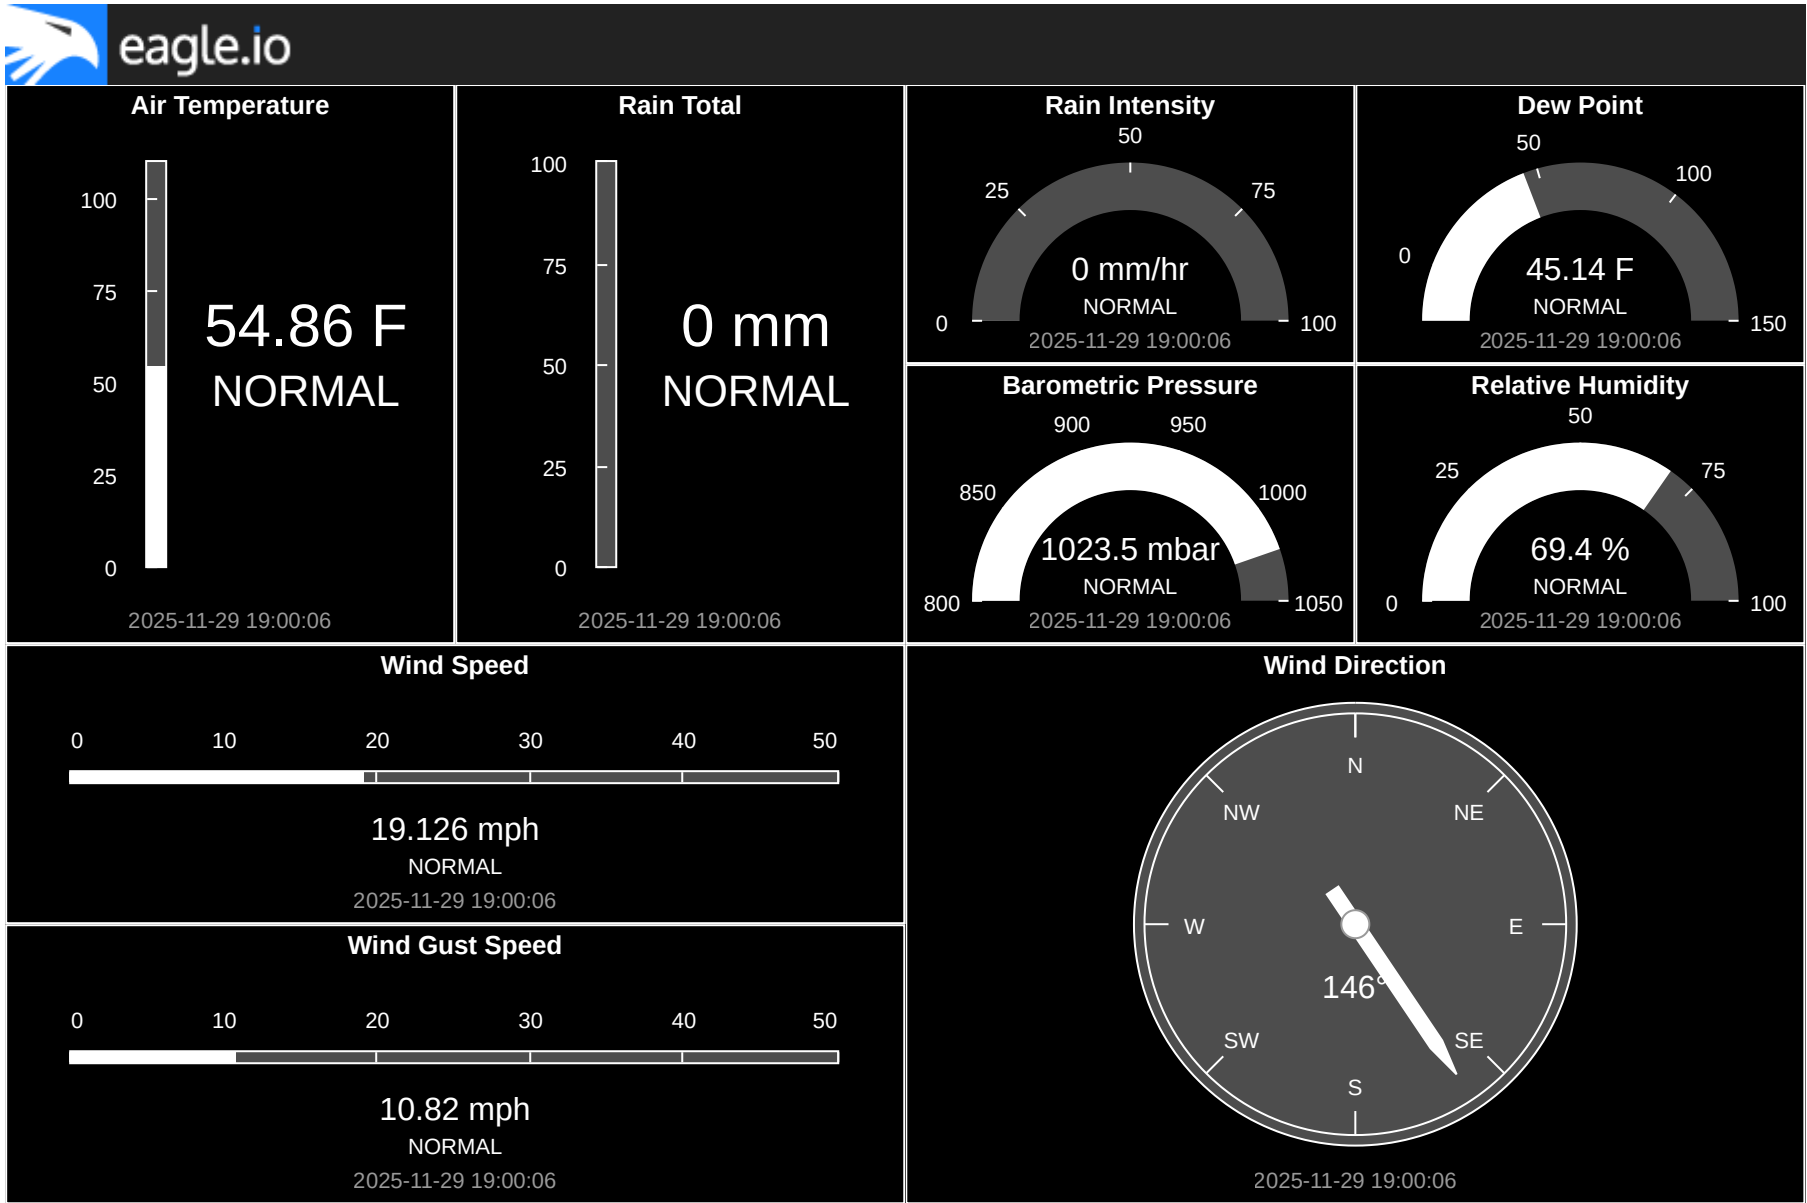 eagle.io
Air Temperature
100
75
50
25
0
54.86 F
NORMAL
2025-11-29 19:00:06
Rain Total
100
75
50
25
0
0 mm
NORMAL
2025-11-29 19:00:06
Rain Intensity
50
25
75
0
100
0 mm/hr
NORMAL
2025-11-29 19:00:06
Dew Point
50
100
0
150
45.14 F
NORMAL
2025-11-29 19:00:06
Barometric Pressure
900
950
850
1000
800
1050
1023.5 mbar
NORMAL
2025-11-29 19:00:06
Relative Humidity
50
25
75
0
100
69.4 %
NORMAL
2025-11-29 19:00:06
Wind Speed
0 10 20 30 40 50
19.126 mph
NORMAL
2025-11-29 19:00:06
Wind Gust Speed
0 10 20 30 40 50
10.82 mph
NORMAL
2025-11-29 19:00:06
Wind Direction
N
NW NE
W E
146°
SW SE
S
2025-11-29 19:00:06